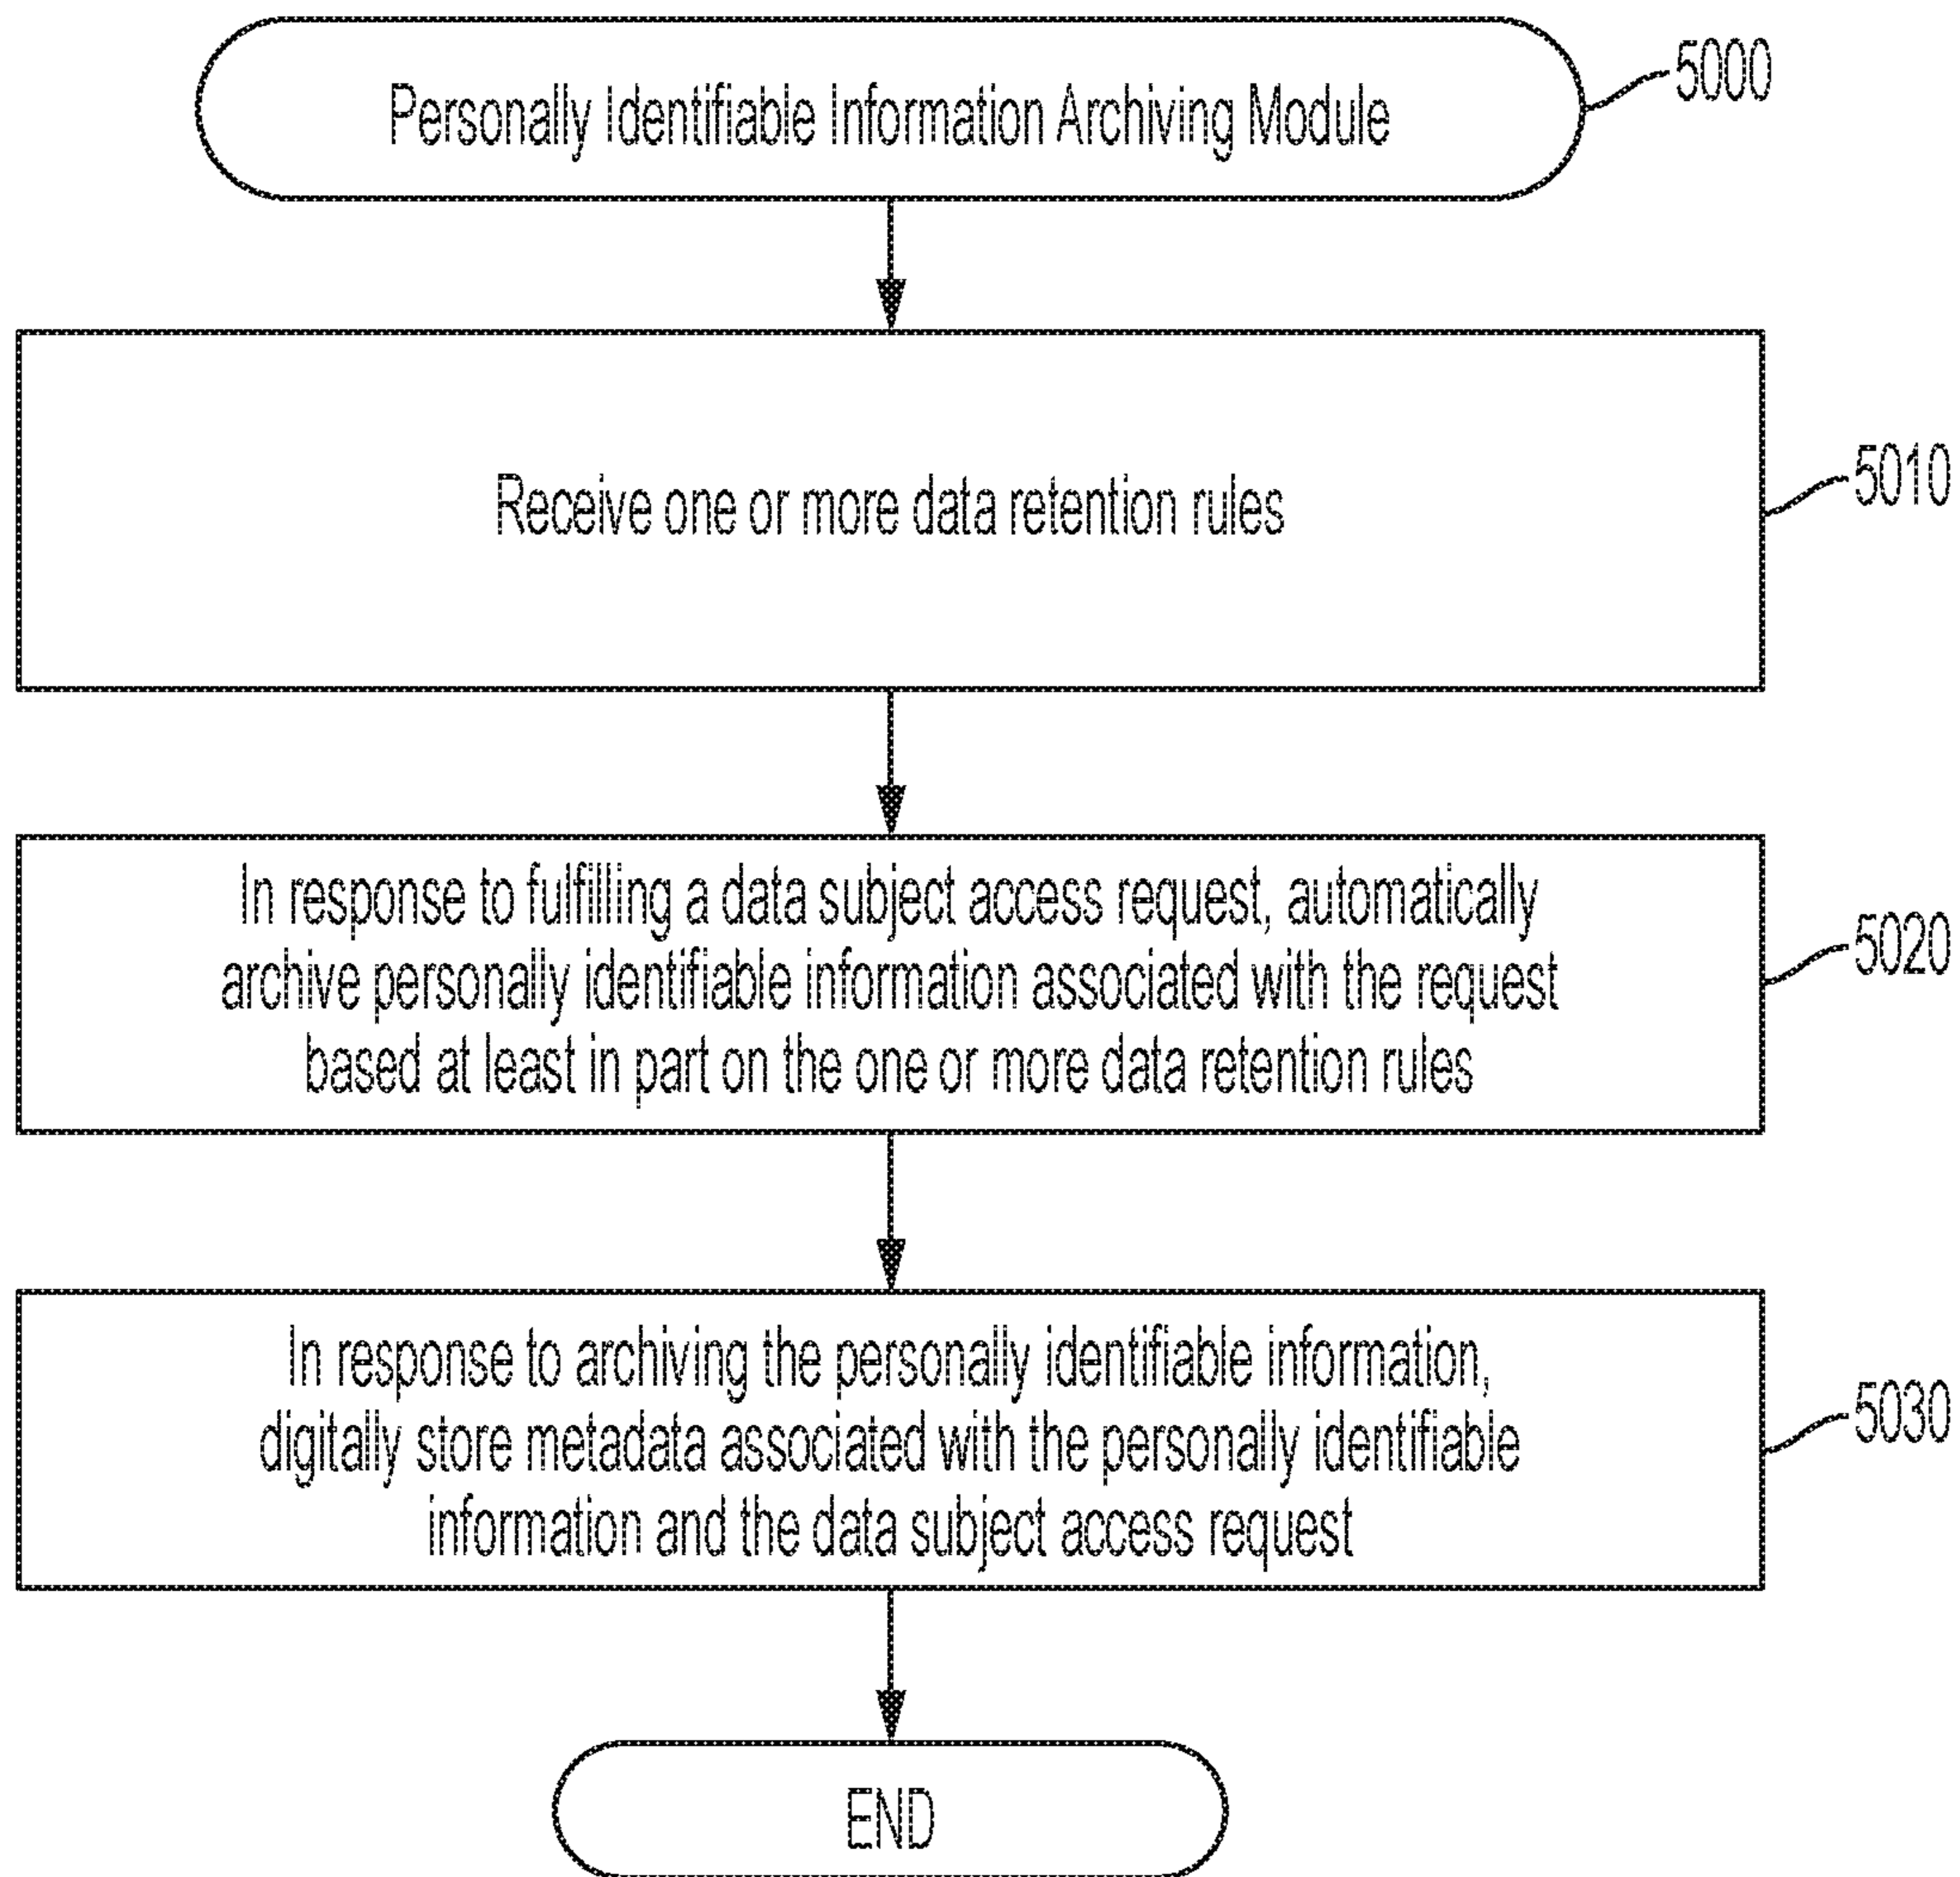 Personally Identifiable Information Archiving Module
5000
Receive one or more data retention rules
5010
In response to fulfilling a data subject access request, automatically
archive personally identifiable information associated with the request
based at least in part on the one or more data retention rules
5020
In response to archiving the personally identifiable information,
digitally store metadata associated with the personally identifiable
information and the data subject access request
5030
END